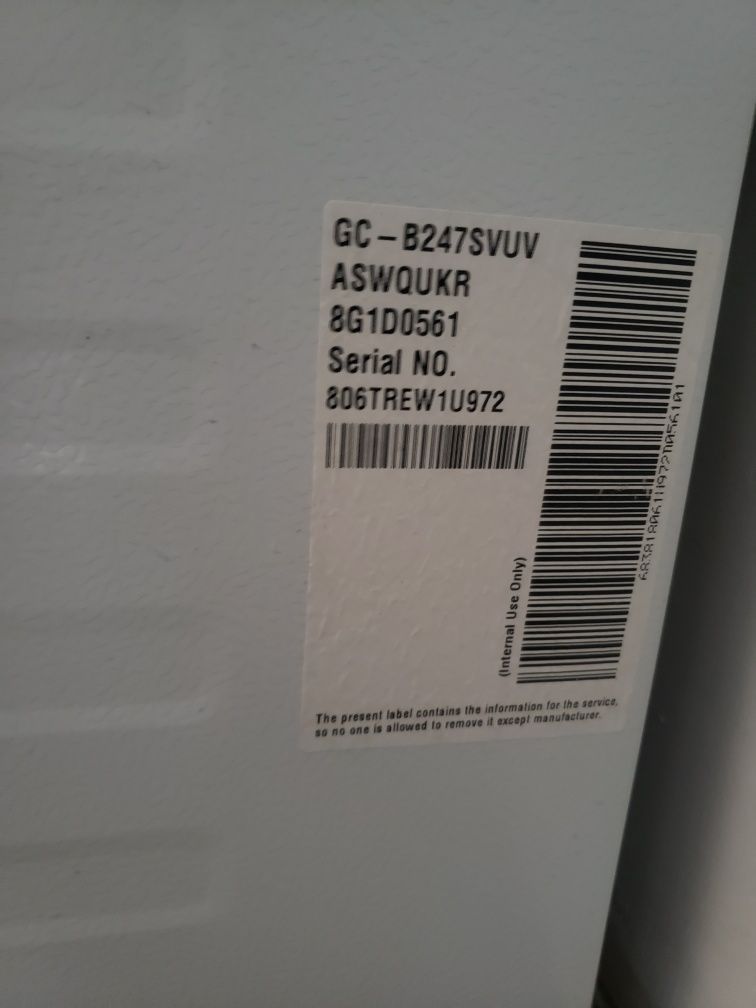 GC-B247SVUV
ASWQUKR
8G1D0561
Serial NO.
806TREW1U972
(Internal Use Only)
The present label contains the information for the service,
so no one is allowed to remove it except manufacturer.